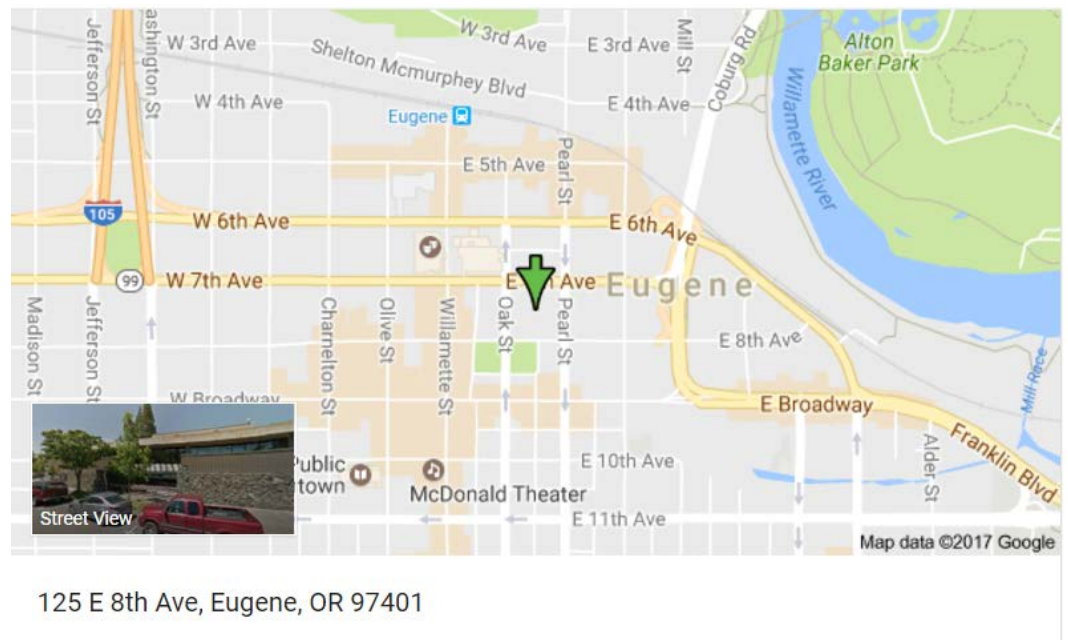 Jefferson St
ashington St
W 3rd Ave
Shelton Mcmurphey Blvd
W 3rd Ave
E 3rd Ave
Mill St
Coburg Rd
Alton
Baker Park
W 4th Ave
Eugene
E 4th Ave
Willamette River
E 5th Ave
Pearl St
105
W 6th Ave
E 6th Ave
99
W 7th Ave
E
Ave
Eugene
Madison St
Jefferson St
Charnelton St
Olive St
Willamette St
Oak St
Pearl St
E 8th Ave
Mill Race
W Broadway
E Broadway
Public
town
McDonald Theater
E 10th Ave
Alder St
Franklin Blvd
E 11th Ave
Street View
Map data ©2017 Google
125 E 8th Ave, Eugene, OR 97401